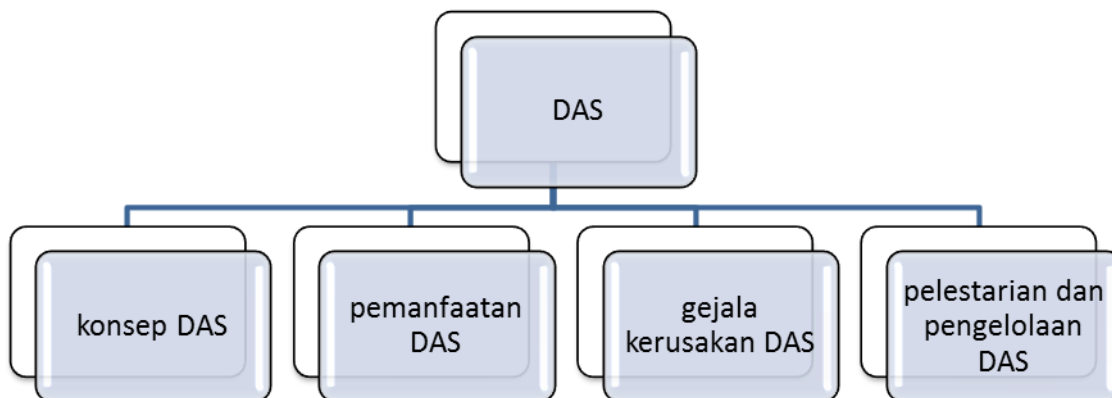 DAS
konsep DAS
pemanfaatan
DAS
gejala
kerusakan DAS
pelestarian dan
pengelolaan
DAS